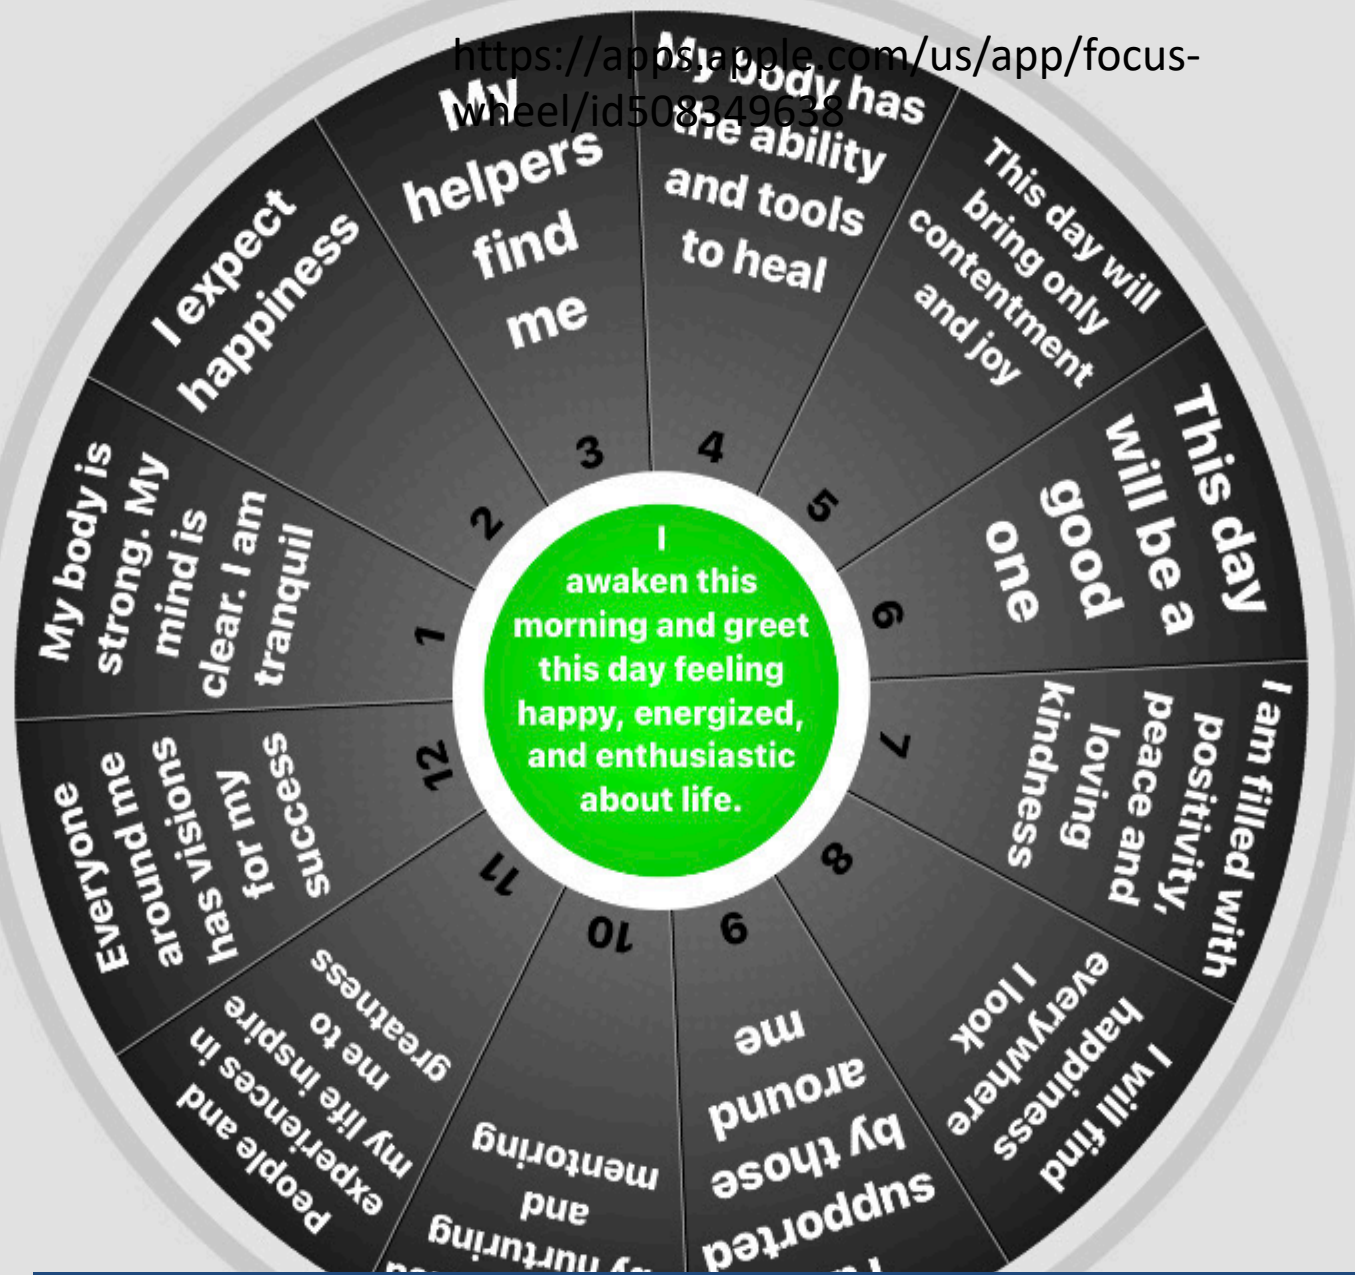 https://apps.apple.com/us/app/focus-
wheel/id508349638
I
awaken this
morning and greet
this day feeling
happy, energized,
and enthusiastic
about life.
1
My body is
strong. My
mind is
clear. I am
tranquil
2
I expect
happiness
3
My
helpers
find
me
4
My body has
the ability
and tools
to heal
5
This day will
bring only
contentment
and joy
6
This day
will be a
good
one
7
I am filled with
positivity,
peace and
loving
kindness
8
I will find
happiness
everywhere
I look
9
supported
by those
around
me
10
by nurturing
and
mentoring
11
People and
experiences in
my life inspire
me to
greatness
12
Everyone
around me
has visions
for my
success